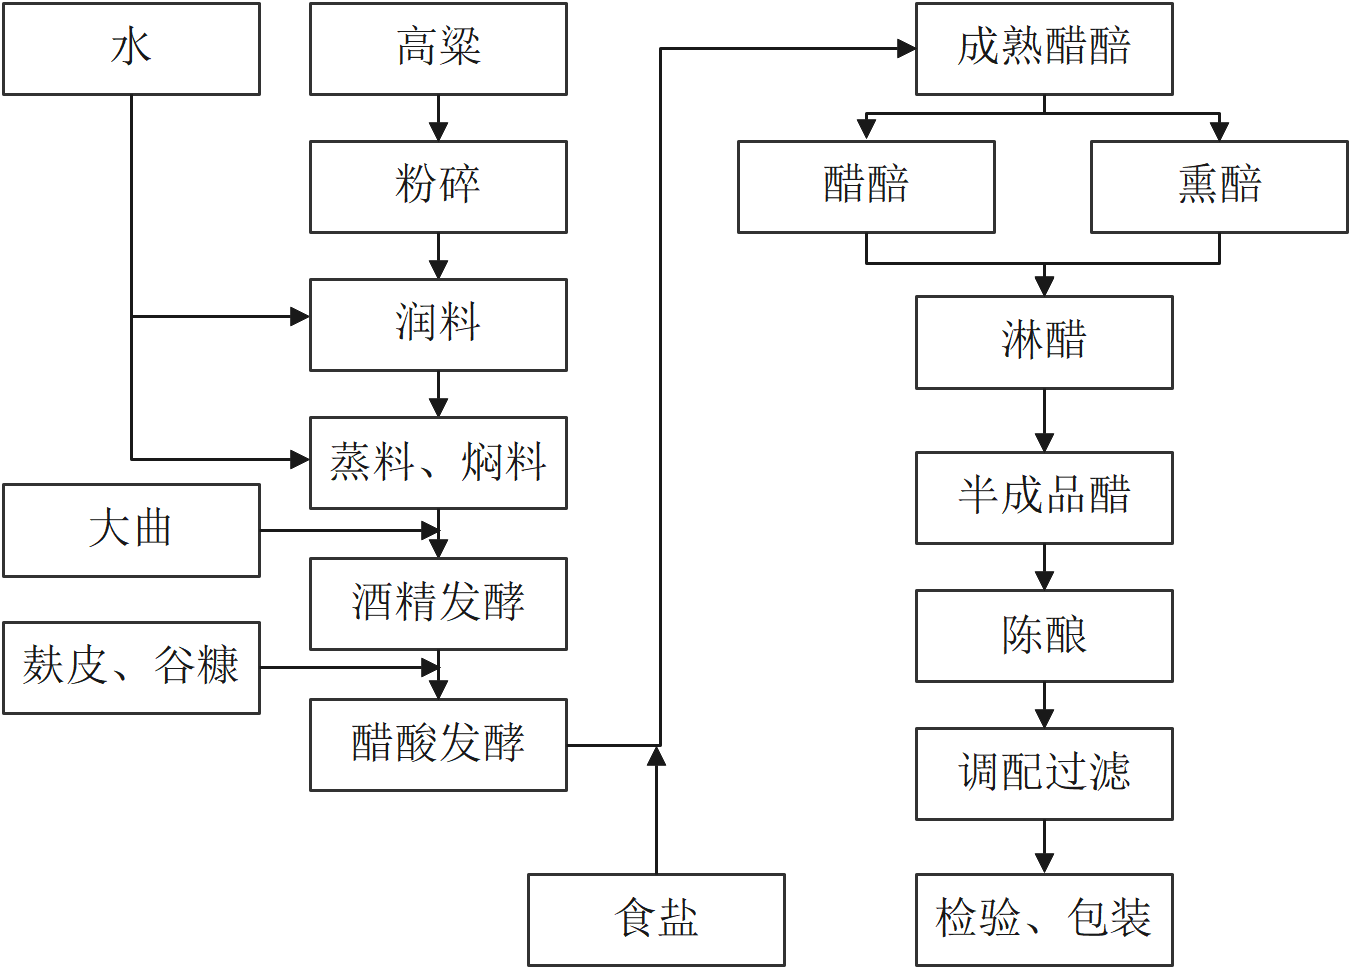 水
高粱
粉碎
润料
蒸料、焖料
大曲
酒精发酵
麸皮、谷糠
醋酸发酵
食盐
成熟醋醅
醋醅
熏醅
淋醋
半成品醋
陈酿
调配过滤
检验、包装